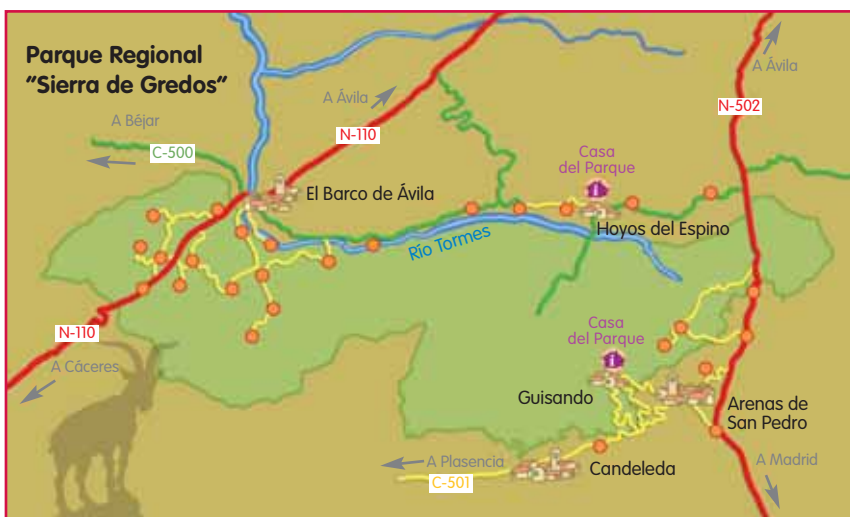 Parque Regional
"Sierra de Gredos"
A Ávila
A Ávila
N-502
A Béjar
N-110
C-500
Casa
del Parque
El Barco de Ávila
Hoyos del Espino
Río Tormes
N-110
Casa
del Parque
A Cáceres
Guisando
Arenas de
San Pedro
A Plasencia
Candeleda
A Madrid
C-501